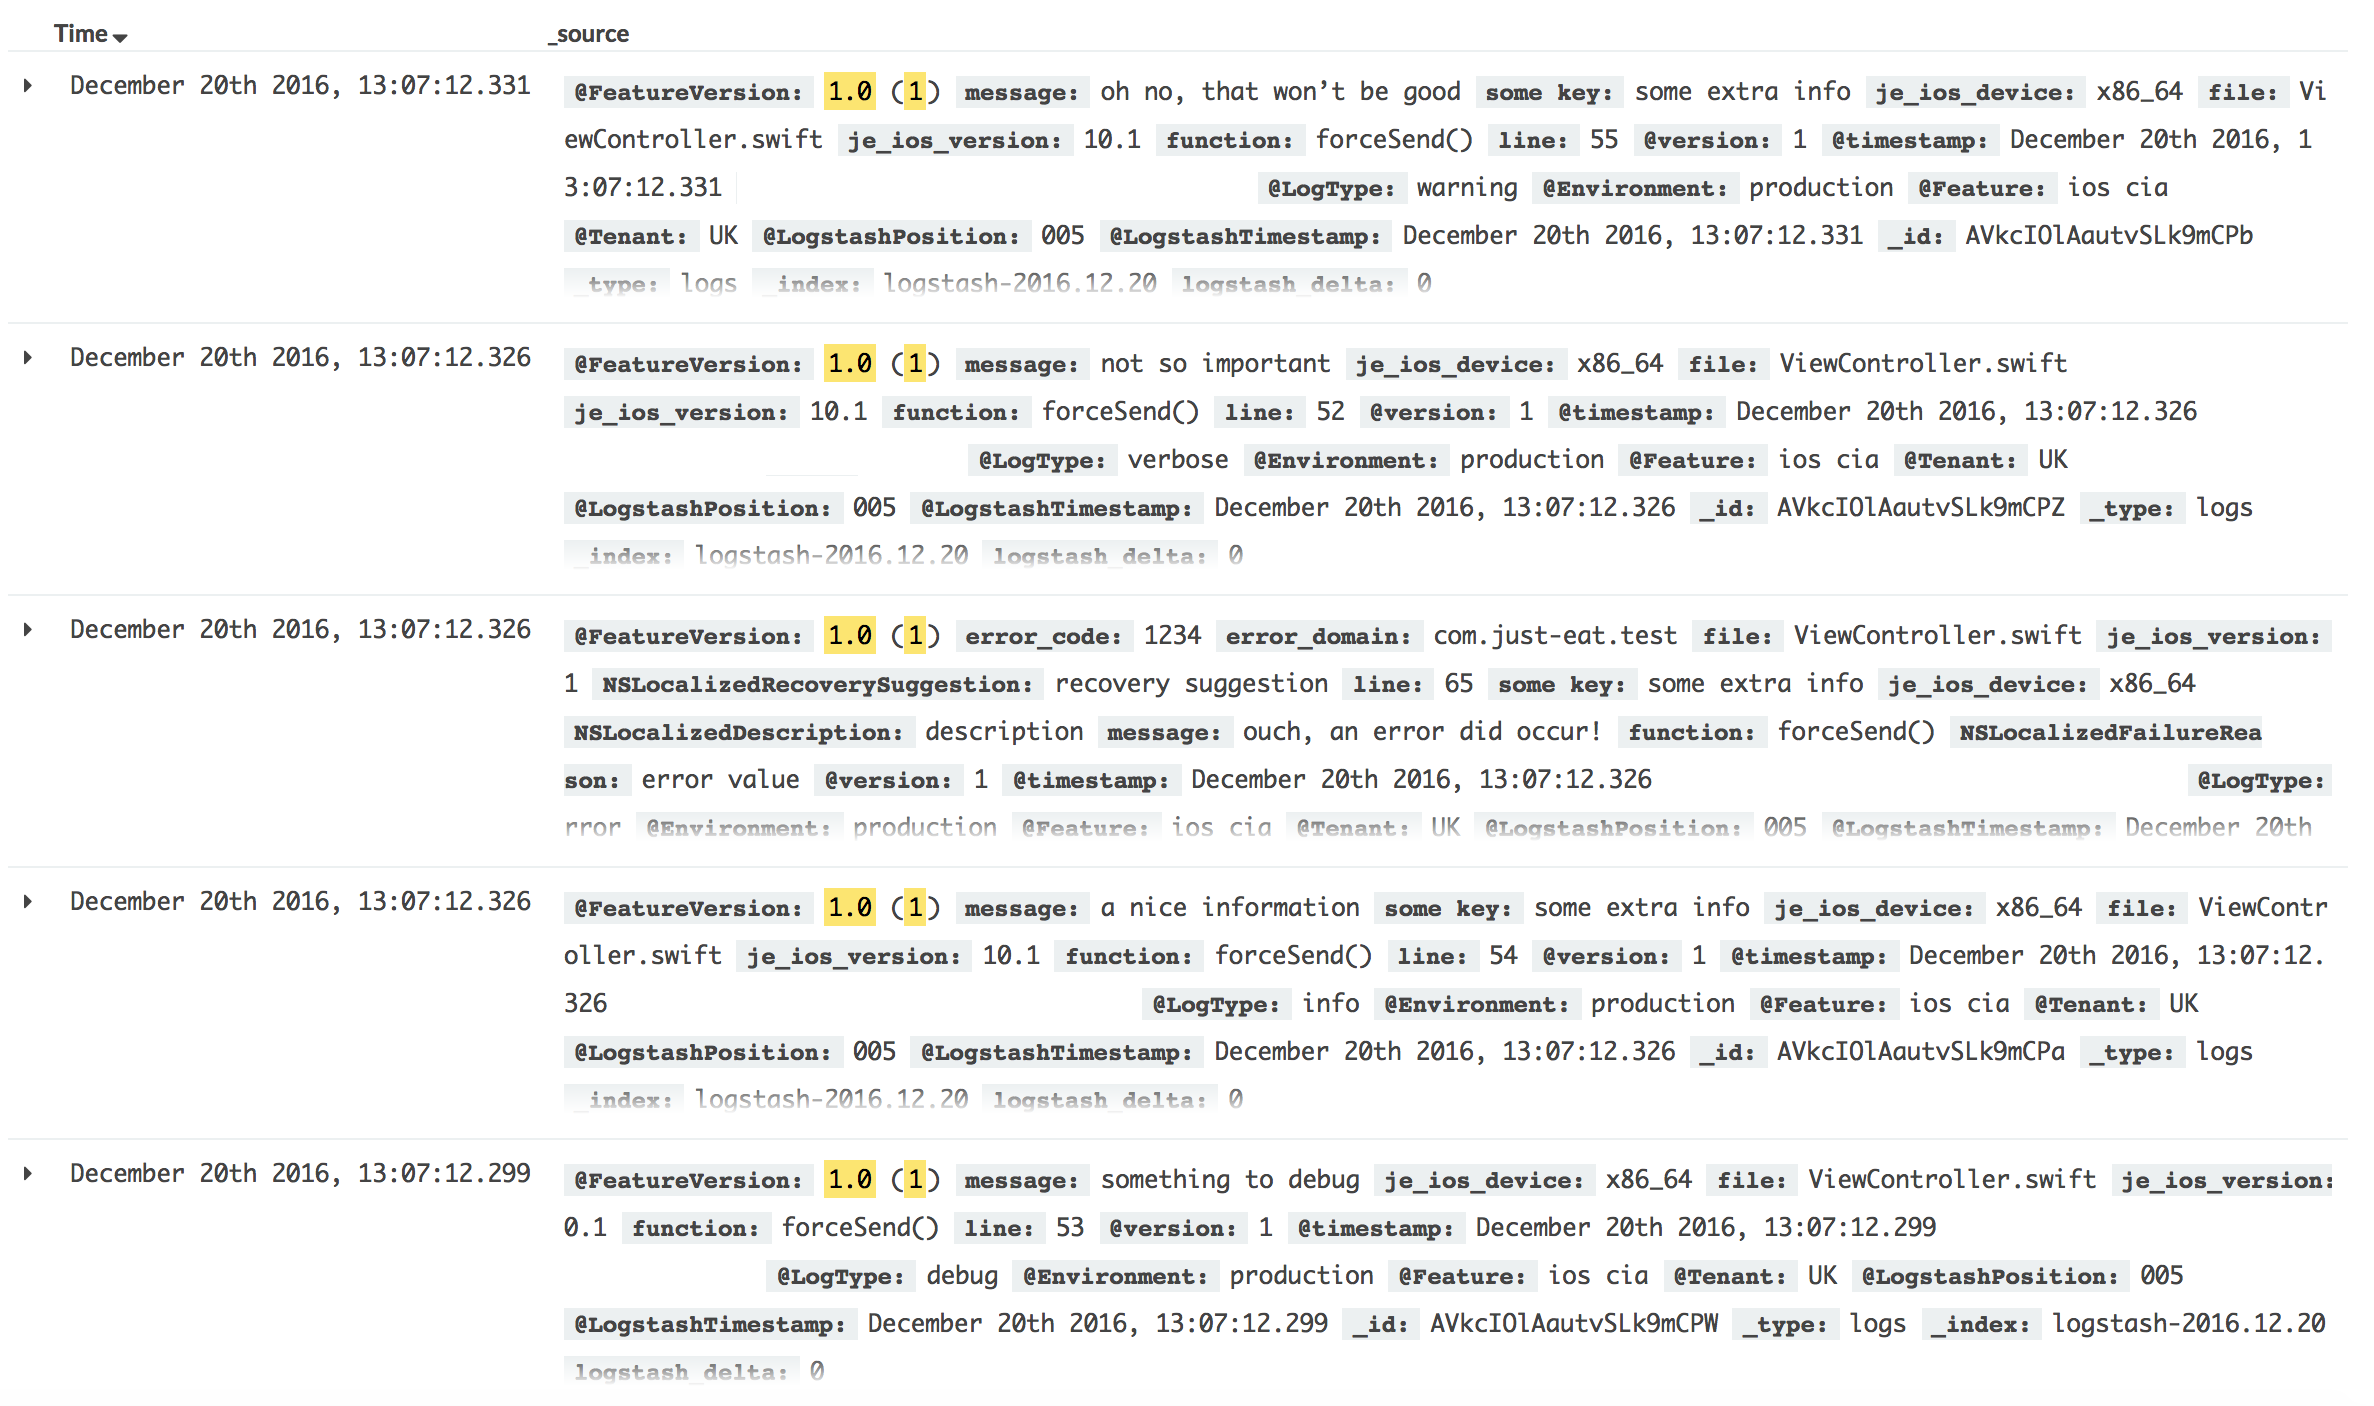 Time _source
December 20th 2016, 13:07:12.331 @FeatureVersion: 1.0 (1) message: oh no, that won’t be good some key: some extra info je_ios_device: x86_64 file: Vi
ewController.swift je_ios_version: 10.1 function: forceSend() line: 55 @version: 1 @timestamp: December 20th 2016, 1
3:07:12.331 @LogType: warning @Environment: production @Feature: ios cia
@Tenant: UK @LogstashPosition: 005 @LogstashTimestamp: December 20th 2016, 13:07:12.331 _id: AVkcIOlAautvSLk9mCPb
_type: logs _index: logstash-2016.12.20 logstash_delta: 0
December 20th 2016, 13:07:12.326 @FeatureVersion: 1.0 (1) message: not so important je_ios_device: x86_64 file: ViewController.swift
je_ios_version: 10.1 function: forceSend() line: 52 @version: 1 @timestamp: December 20th 2016, 13:07:12.326
@LogType: verbose @Environment: production @Feature: ios cia @Tenant: UK
@LogstashPosition: 005 @LogstashTimestamp: December 20th 2016, 13:07:12.326 _id: AVkcIOlAautvSLk9mCPZ _type: logs
_index: logstash-2016.12.20 logstash_delta: 0
December 20th 2016, 13:07:12.326 @FeatureVersion: 1.0 (1) error_code: 1234 error_domain: com.just-eat.test file: ViewController.swift je_ios_version:
1 NSLocalizedRecoverySuggestion: recovery suggestion line: 65 some key: some extra info je_ios_device: x86_64
NSLocalizedDescription: description message: ouch, an error did occur! function: forceSend() NSLocalizedFailureRea
son: error value @version: 1 @timestamp: December 20th 2016, 13:07:12.326 @LogType:
rror @Environment: production @Feature: ios cia @Tenant: UK @LogstashPosition: 005 @LogstashTimestamp: December 20th
December 20th 2016, 13:07:12.326 @FeatureVersion: 1.0 (1) message: a nice information some key: some extra info je_ios_device: x86_64 file: ViewContr
oller.swift je_ios_version: 10.1 function: forceSend() line: 54 @version: 1 @timestamp: December 20th 2016, 13:07:12.
326 @LogType: info @Environment: production @Feature: ios cia @Tenant: UK
@LogstashPosition: 005 @LogstashTimestamp: December 20th 2016, 13:07:12.326 _id: AVkcIOlAautvSLk9mCPa _type: logs
_index: logstash-2016.12.20 logstash_delta: 0
December 20th 2016, 13:07:12.299 @FeatureVersion: 1.0 (1) message: something to debug je_ios_device: x86_64 file: ViewController.swift je_ios_version:
0.1 function: forceSend() line: 53 @version: 1 @timestamp: December 20th 2016, 13:07:12.299
@LogType: debug @Environment: production @Feature: ios cia @Tenant: UK @LogstashPosition: 005
@LogstashTimestamp: December 20th 2016, 13:07:12.299 _id: AVkcIOlAautvSLk9mCPW _type: logs _index: logstash-2016.12.20
logstash_delta: 0